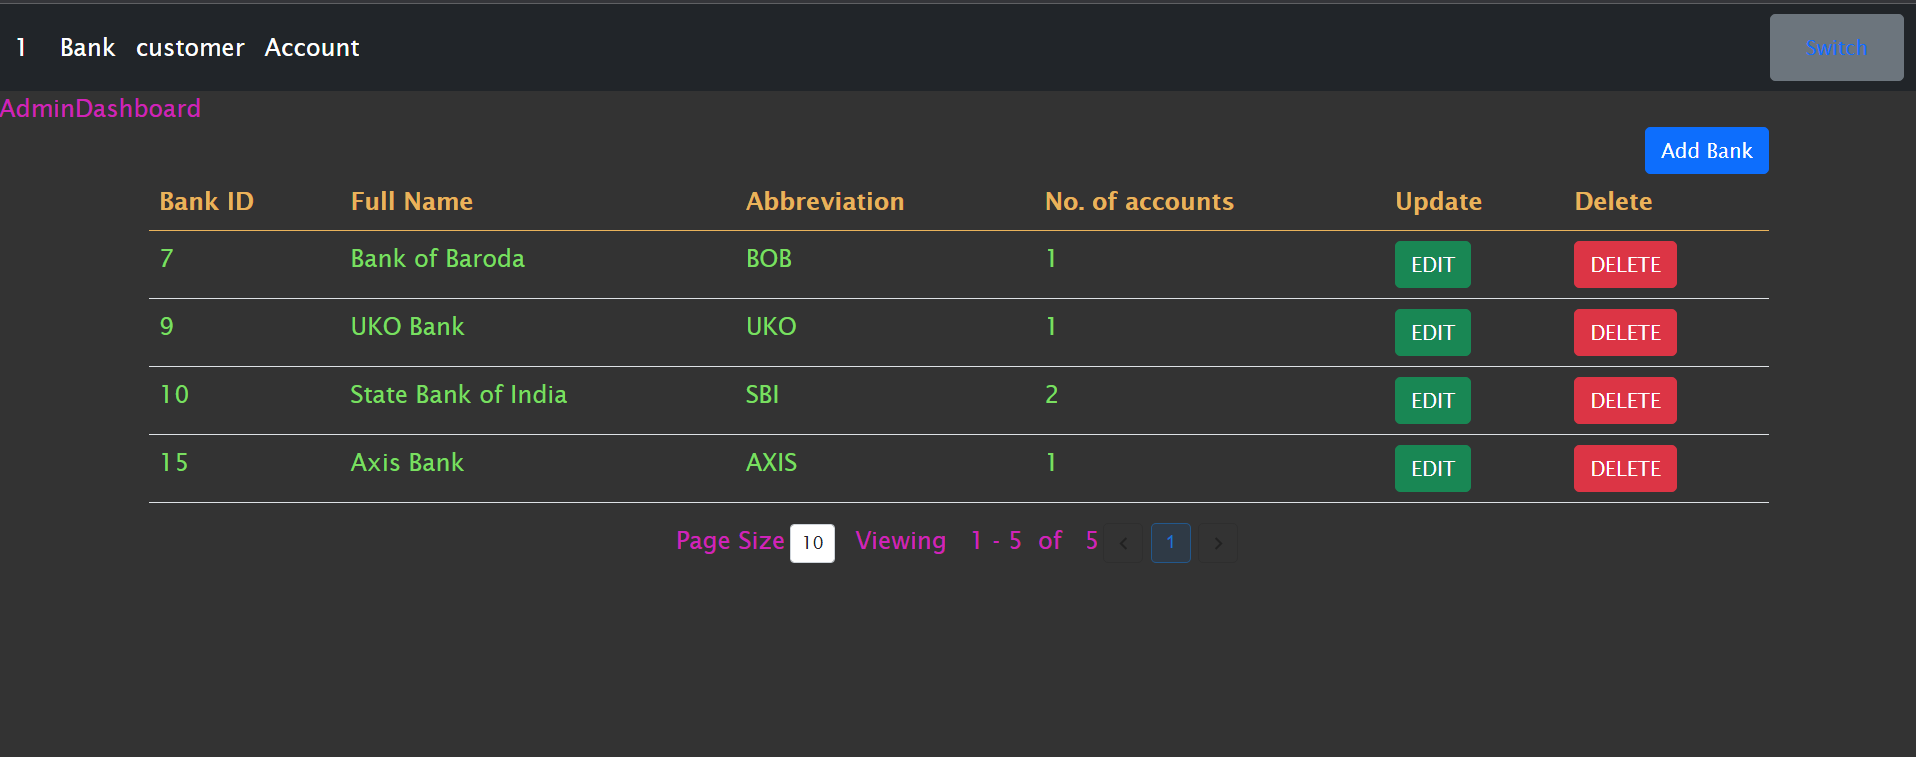 1 Bank customer Account Switch
AdminDashboard
Add Bank
Bank ID Full Name Abbreviation No. of accounts Update Delete
7 Bank of Baroda BOB 1 EDIT DELETE
9 UKO Bank UKO 1 EDIT DELETE
10 State Bank of India SBI 2 EDIT DELETE
15 Axis Bank AXIS 1 EDIT DELETE
Page Size 10 Viewing 1 - 5 of 5 < 1 >